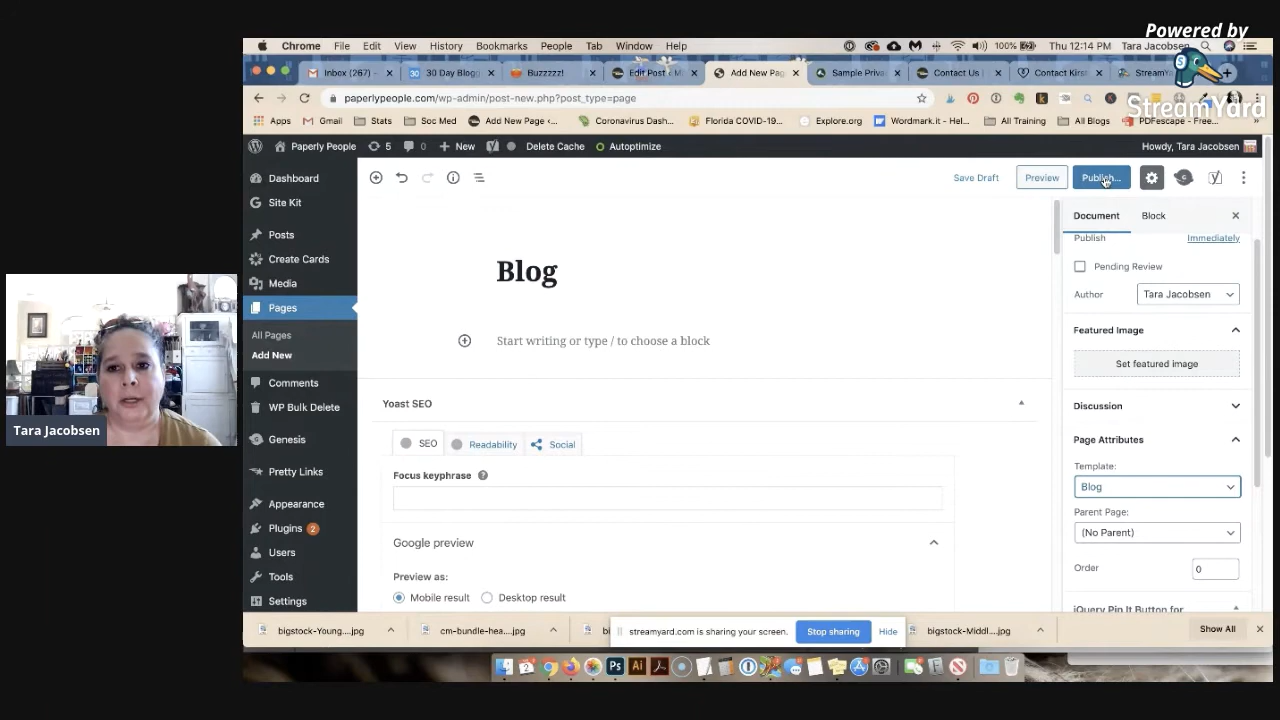 Powered by
StreamYard
Chrome File Edit View History Bookmarks People Tab Window Help 100% Thu 12:14 PM Tara Jacobsen
Inbox (267) - 30 Day Blogg Buzzzzz! Edit Post Add New Pag Sample Priva Contact Us Contact Kirs StreamYa
paperlypeople.com/wp-admin/post-new.php?post_type=page
Apps Gmail Stats Soc Med Add New Page <... Coronavirus Dash... Florida COVID-19... Explore.org Wordmark.it - Hel... All Training All Blogs PDFescape - Free...
Paperly People 5 0 New Delete Cache Autoptimize Howdy, Tara Jacobsen
Dashboard
Site Kit
Posts
Create Cards
Media
Pages
All Pages
Add New
Comments
WP Bulk Delete
Genesis
Pretty Links
Appearance
Plugins 2
Users
Tools
Settings
Save Draft Preview Publish...
Blog
Start writing or type / to choose a block
Yoast SEO
SEO Readability Social
Focus keyphrase
Google preview
Preview as:
Mobile result Desktop result
Document Block
Publish Immediately
Pending Review
Author Tara Jacobsen
Featured Image
Set featured image
Discussion
Page Attributes
Template:
Blog
Parent Page:
(No Parent)
Order 0
jQuery Pin It Button for
Tara Jacobsen
bigstock-Young....jpg cm-bundle-hea....jpg bi streamyard.com is sharing your screen. Stop sharing Hide bigstock-Middl....jpg Show All